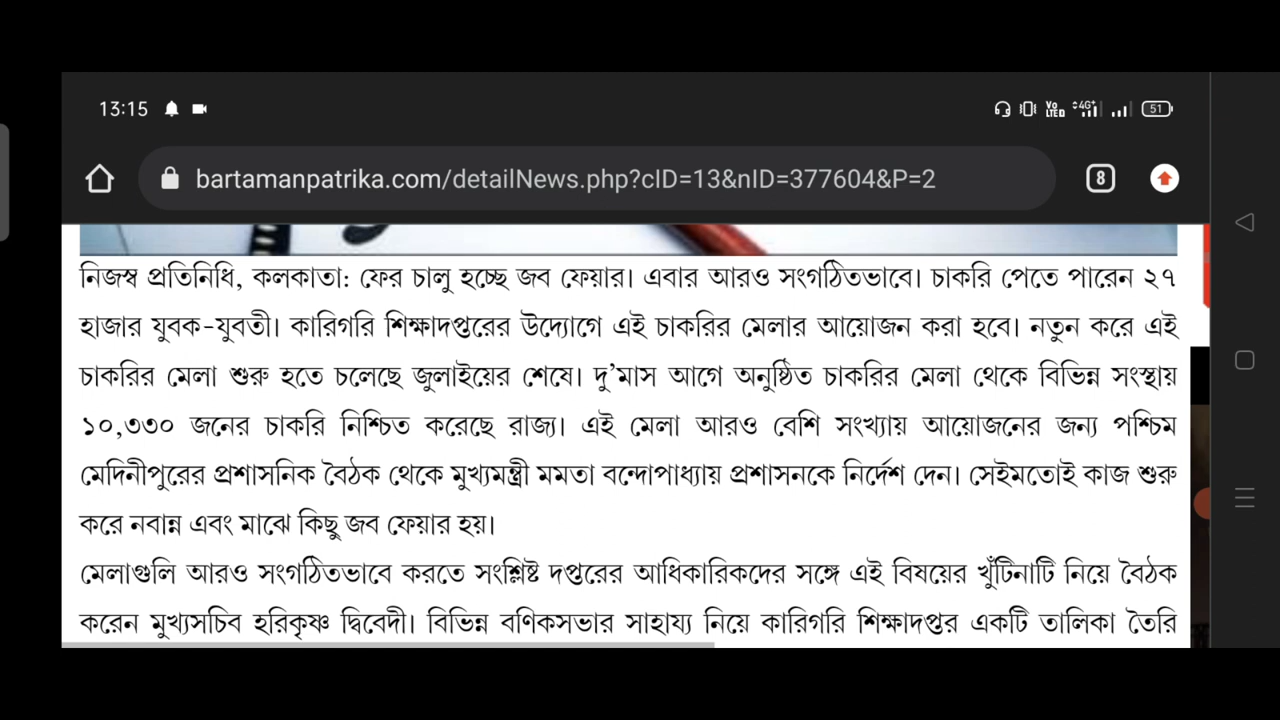 13:15
Vo LTED 4G+ 51
bartamanpatrika.com/detailNews.php?cID=13&nID=377604&P=2
8
নিজস্ব প্রতিনিধি, কলকাতা: ফের চালু হচ্ছে জব ফেয়ার। এবার আরও সংগঠিতভাবে। চাকরি পেতে পারেন ২৭
হাজার যুবক-যুবতী। কারিগরি শিক্ষাদপ্তরের উদ্যোগে এই চাকরির মেলার আয়োজন করা হবে। নতুন করে এই
চাকরির মেলা শুরু হতে চলেছে জুলাইয়ের শেষে। দু’মাস আগে অনুষ্ঠিত চাকরির মেলা থেকে বিভিন্ন সংস্থায়
১০,৩৩০ জনের চাকরি নিশ্চিত করেছে রাজ্য। এই মেলা আরও বেশি সংখ্যায় আয়োজনের জন্য পশ্চিম
মেদিনীপুরের প্রশাসনিক বৈঠক থেকে মুখ্যমন্ত্রী মমতা বন্দোপাধ্যায় প্রশাসনকে নির্দেশ দেন। সেইমতোই কাজ শুরু
করে নবান্ন এবং মাঝে কিছু জব ফেয়ার হয়।
মেলাগুলি আরও সংগঠিতভাবে করতে সংশ্লিষ্ট দপ্তরের আধিকারিকদের সঙ্গে এই বিষয়ের খুঁটিনাটি নিয়ে বৈঠক
করেন মুখ্যসচিব হরিকৃষ্ণ দ্বিবেদী। বিভিন্ন বণিকসভার সাহায্য নিয়ে কারিগরি শিক্ষাদপ্তর একটি তালিকা তৈরি